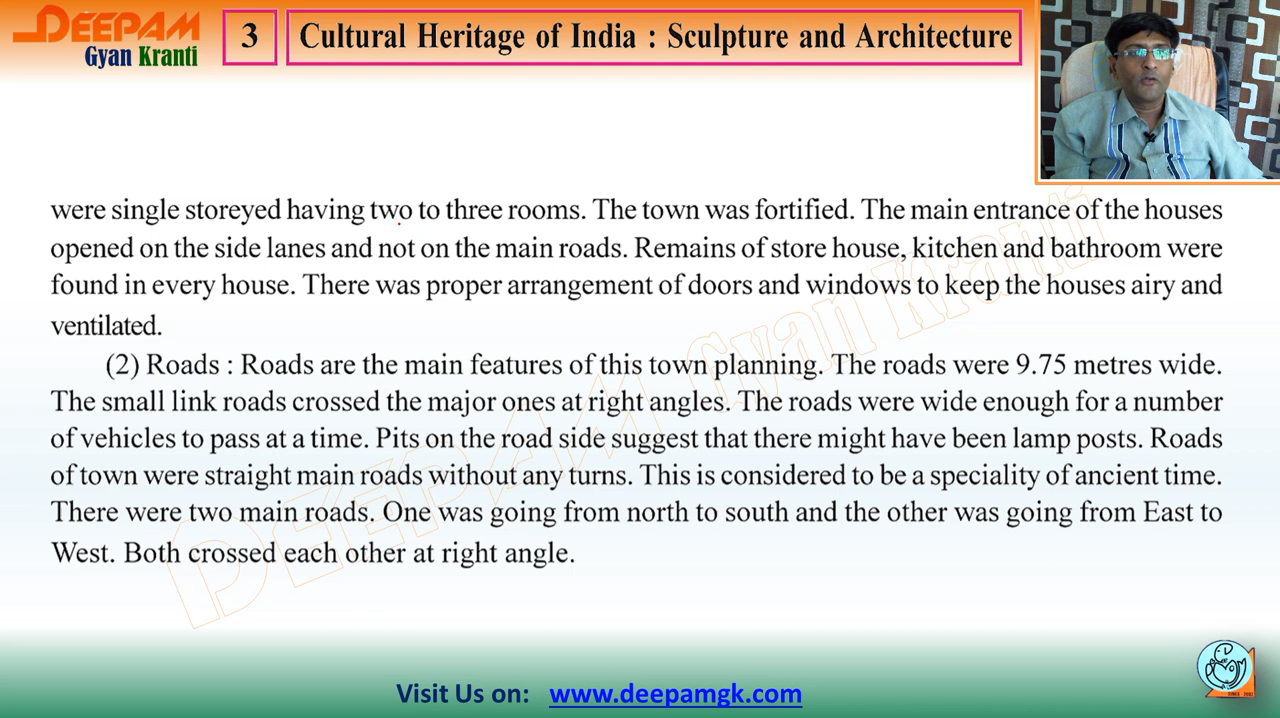 DEEPAM
Gyan Kranti
3
Cultural Heritage of India : Sculpture and Architecture
were single storeyed having two to three rooms. The town was fortified. The main entrance of the houses
opened on the side lanes and not on the main roads. Remains of store house, kitchen and bathroom were
found in every house. There was proper arrangement of doors and windows to keep the houses airy and
ventilated.
(2) Roads : Roads are the main features of this town planning. The roads were 9.75 metres wide.
The small link roads crossed the major ones at right angles. The roads were wide enough for a number
of vehicles to pass at a time. Pits on the road side suggest that there might have been lamp posts. Roads
of town were straight main roads without any turns. This is considered to be a speciality of ancient time.
There were two main roads. One was going from north to south and the other was going from East to
West. Both crossed each other at right angle.
DEEPAM Gyan Kranti
Visit Us on: www.deepamgk.com